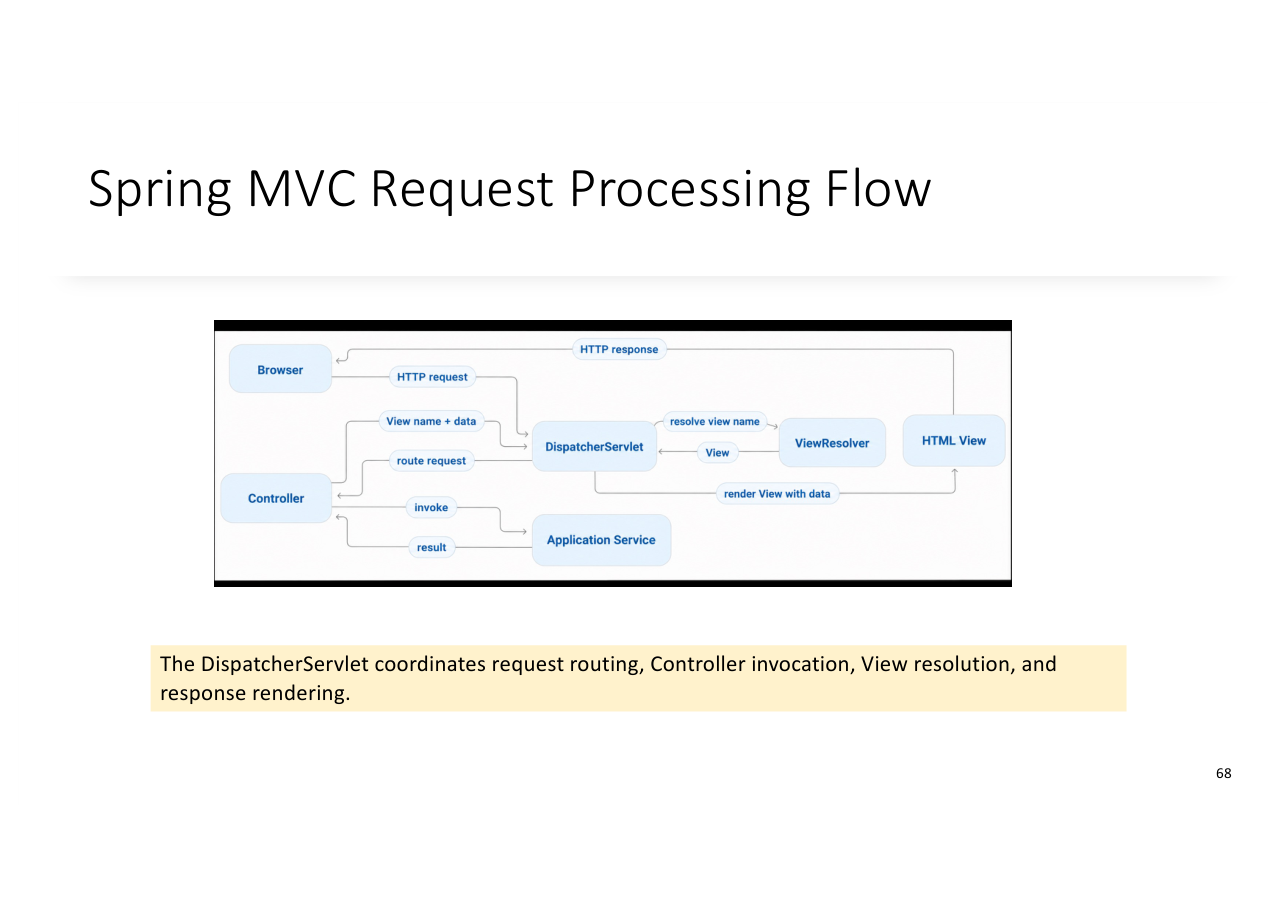 Spring MVC Request Processing Flow
HTTP response
Browser
HTTP request
View name + data
resolve view name
DispatcherServlet
ViewResolver
HTML View
View
route request
render View with data
Controller
invoke
Application Service
result
The DispatcherServlet coordinates request routing, Controller invocation, View resolution, and
response rendering.
68